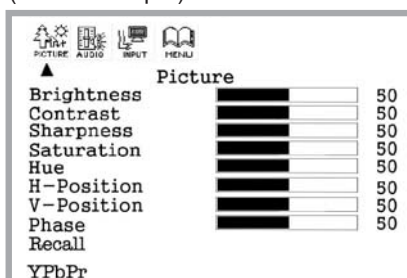 PICTURE AUDIO INPUT MENU
Picture
Brightness 50
Contrast 50
Sharpness 50
Saturation 50
Hue 50
H-Position 50
V-Position 50
Phase 50
Recall
YPbPr